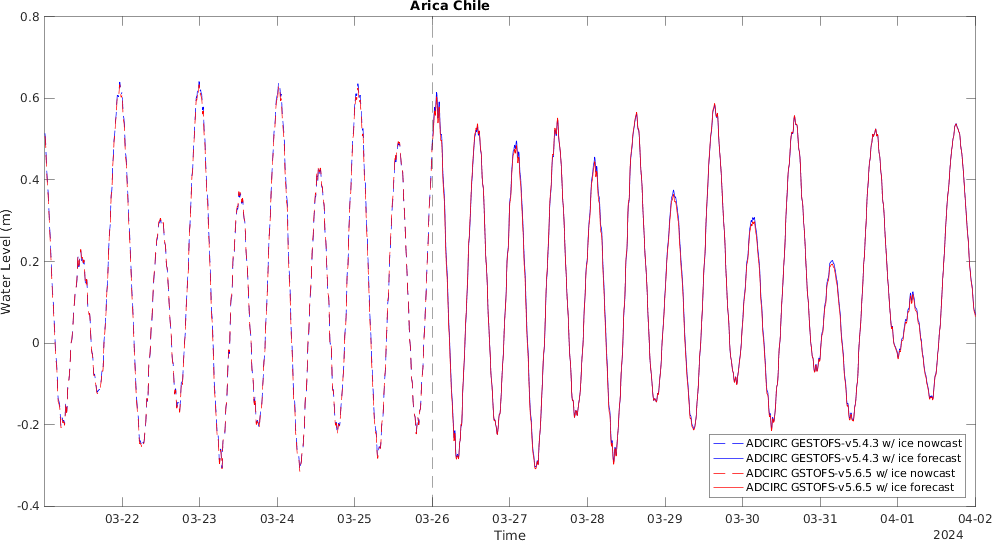 Arica Chile
0.8
0.6
0.4
0.2
0
-0.2
-0.4
Water Level (m)
03-22 03-23 03-24 03-25 03-26 03-27 03-28 03-29 03-30 03-31 04-01 04-02
Time
2024
ADCIRC GESTOFS-v5.4.3 w/ ice nowcast
ADCIRC GESTOFS-v5.4.3 w/ ice forecast
ADCIRC GSTOFS-v5.6.5 w/ ice nowcast
ADCIRC GSTOFS-v5.6.5 w/ ice forecast